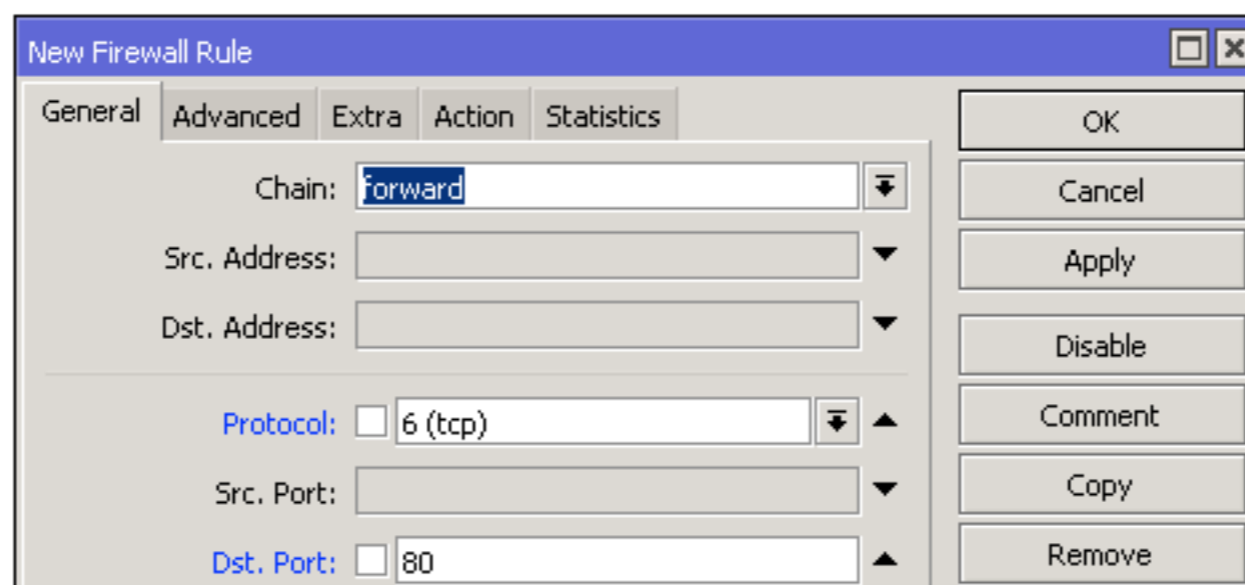 New Firewall Rule
General Advanced Extra Action Statistics
OK
Chain: forward
Cancel
Src. Address:
Apply
Dst. Address:
Disable
Protocol: 6 (tcp)
Comment
Src. Port:
Copy
Dst. Port: 80
Remove